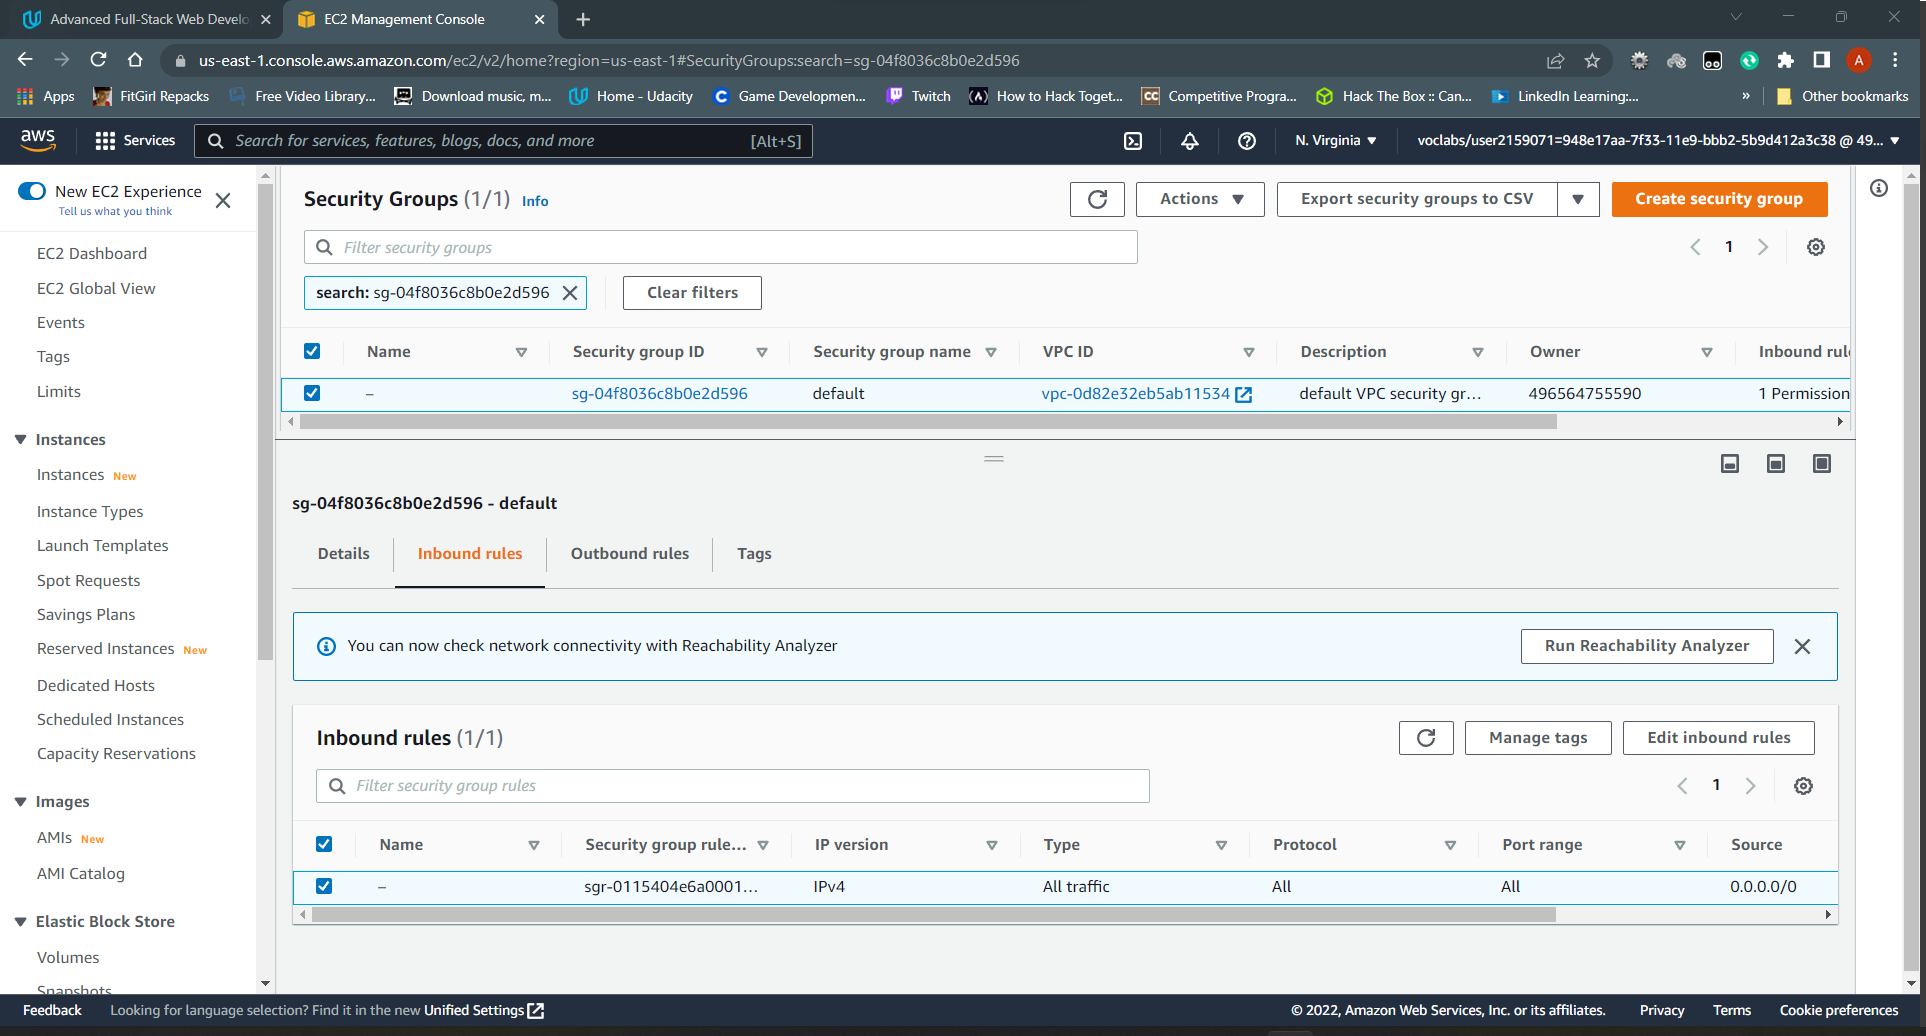 Advanced Full-Stack Web Develo
EC2 Management Console
us-east-1.console.aws.amazon.com/ec2/v2/home?region=us-east-1#SecurityGroups:search=sg-04f8036c8b0e2d596
A
Apps
FitGirl Repacks
Free Video Library...
Download music, m...
Home - Udacity
Game Developmen...
Twitch
How to Hack Toget...
CC Competitive Progra...
Hack The Box :: Can...
LinkedIn Learning:...
»
Other bookmarks
aws
Services
Search for services, features, blogs, docs, and more
[Alt+S]
N. Virginia
voclabs/user2159071=948e17aa-7f33-11e9-bbb2-5b9d412a3c38 @ 49...
New EC2 Experience
Tell us what you think
EC2 Dashboard
EC2 Global View
Events
Tags
Limits
Instances
Instances New
Instance Types
Launch Templates
Spot Requests
Savings Plans
Reserved Instances New
Dedicated Hosts
Scheduled Instances
Capacity Reservations
Images
AMIs New
AMI Catalog
Elastic Block Store
Volumes
Snapshots
Security Groups (1/1) Info
Actions
Export security groups to CSV
Create security group
Filter security groups
1
search: sg-04f8036c8b0e2d596
Clear filters
Name Security group ID Security group name VPC ID Description Owner Inbound rul
– sg-04f8036c8b0e2d596 default vpc-0d82e32eb5ab11534 default VPC security gr... 496564755590 1 Permission
sg-04f8036c8b0e2d596 - default
Details
Inbound rules
Outbound rules
Tags
You can now check network connectivity with Reachability Analyzer
Run Reachability Analyzer
Inbound rules (1/1)
Manage tags
Edit inbound rules
Filter security group rules
1
Name Security group rule... IP version Type Protocol Port range Source
– sgr-0115404e6a0001... IPv4 All traffic All All 0.0.0.0/0
Feedback
Looking for language selection? Find it in the new Unified Settings
© 2022, Amazon Web Services, Inc. or its affiliates.
Privacy
Terms
Cookie preferences